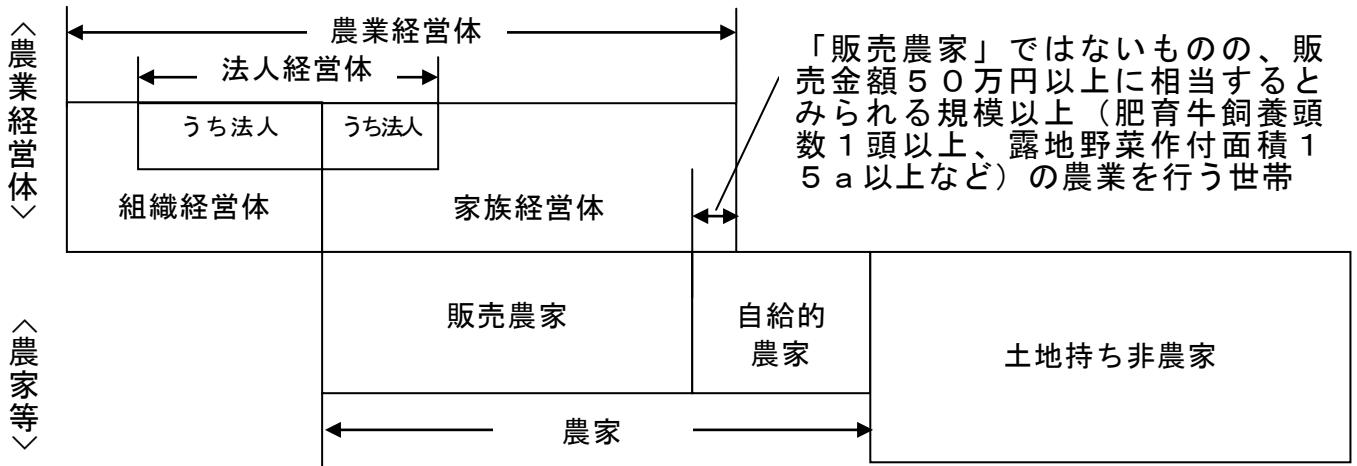 〈農業経営体〉
農業経営体
法人経営体
うち法人
うち法人
組織経営体
家族経営体
「販売農家」ではないものの、販
売金額５０万円以上に相当すると
みられる規模以上（肥育牛飼養頭
数１頭以上、露地野菜作付面積１
５ａ以上など）の農業を行う世帯
〈農家等〉
販売農家
自給的
農家
土地持ち非農家
農家